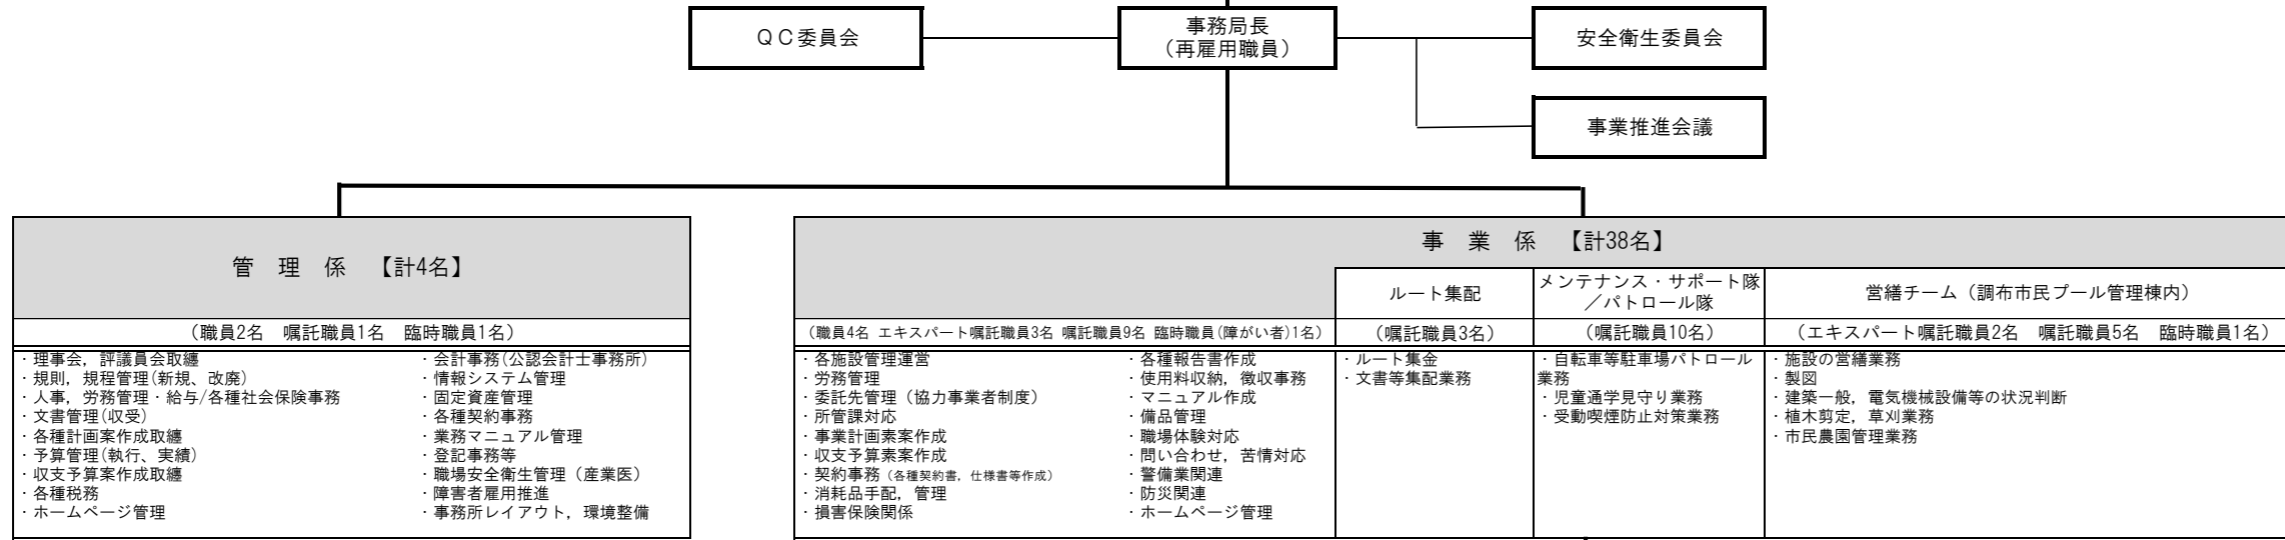 QC委員会
事務局長
（再雇用職員）
安全衛生委員会
事業推進会議
管　理　係　【計4名】
（職員2名　嘱託職員1名　臨時職員1名）
・理事会，評議員会取纏
・規則，規程管理(新規、改廃)
・人事，労務管理・給与/各種社会保険事務
・文書管理(収受)
・各種計画案作成取纏
・予算管理(執行、実績)
・収支予算案作成取纏
・各種税務
・ホームページ管理
・会計事務(公認会計士事務所)
・情報システム管理
・固定資産管理
・各種契約事務
・業務マニュアル管理
・登記事務等
・職場安全衛生管理（産業医）
・障害者雇用推進
・事務所レイアウト，環境整備
事　業　係　【計38名】
（職員4名 エキスパート嘱託職員3名 嘱託職員9名 臨時職員(障がい者)1名）
・各施設管理運営
・労務管理
・委託先管理（協力事業者制度）
・所管課対応
・事業計画素案作成
・収支予算素案作成
・契約事務（各種契約書，仕様書等作成）
・消耗品手配，管理
・損害保険関係
・各種報告書作成
・使用料収納，徴収事務
・マニュアル作成
・備品管理
・職場体験対応
・問い合わせ，苦情対応
・警備業関連
・防災関連
・ホームページ管理
ルート集配
（嘱託職員3名）
・ルート集金
・文書等集配業務
メンテナンス・サポート隊
／パトロール隊
（嘱託職員10名）
・自転車等駐車場パトロール
業務
・児童通学見守り業務
・受動喫煙防止対策業務
営繕チーム（調布市民プール管理棟内）
（エキスパート嘱託職員2名　嘱託職員5名　臨時職員1名）
・施設の営繕業務
・製図
・建築一般，電気機械設備等の状況判断
・植木剪定，草刈業務
・市民農園管理業務